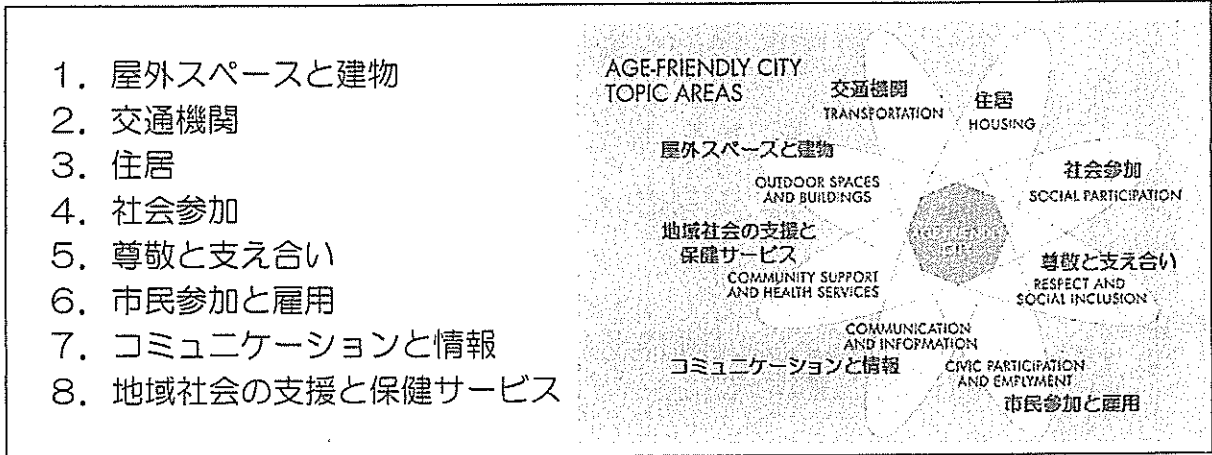 1．屋外スペースと建物
2．交通機関
3．住居
4．社会参加
5．尊敬と支え合い
6．市民参加と雇用
7．コミュニケーションと情報
8．地域社会の支援と保健サービス
AGE-FRIENDLY CITY
TOPIC AREAS
交通機関
TRANSPORTATION
住居
HOUSING
屋外スペースと建物
OUTDOOR SPACES
AND BUILDINGS
社会参加
SOCIAL PARTICIPATION
AGE-FRIENDLY
CITY
地域社会の支援と
保健サービス
COMMUNITY SUPPORT
AND HEALTH SERVICES
尊敬と支え合い
RESPECT AND
SOCIAL INCLUSION
COMMUNICATION
AND INFORMATION
コミュニケーションと情報
CIVIC PARTICIPATION
AND EMPLYMENT
市民参加と雇用